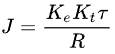 J = \frac{K_e K_t \tau}{R}